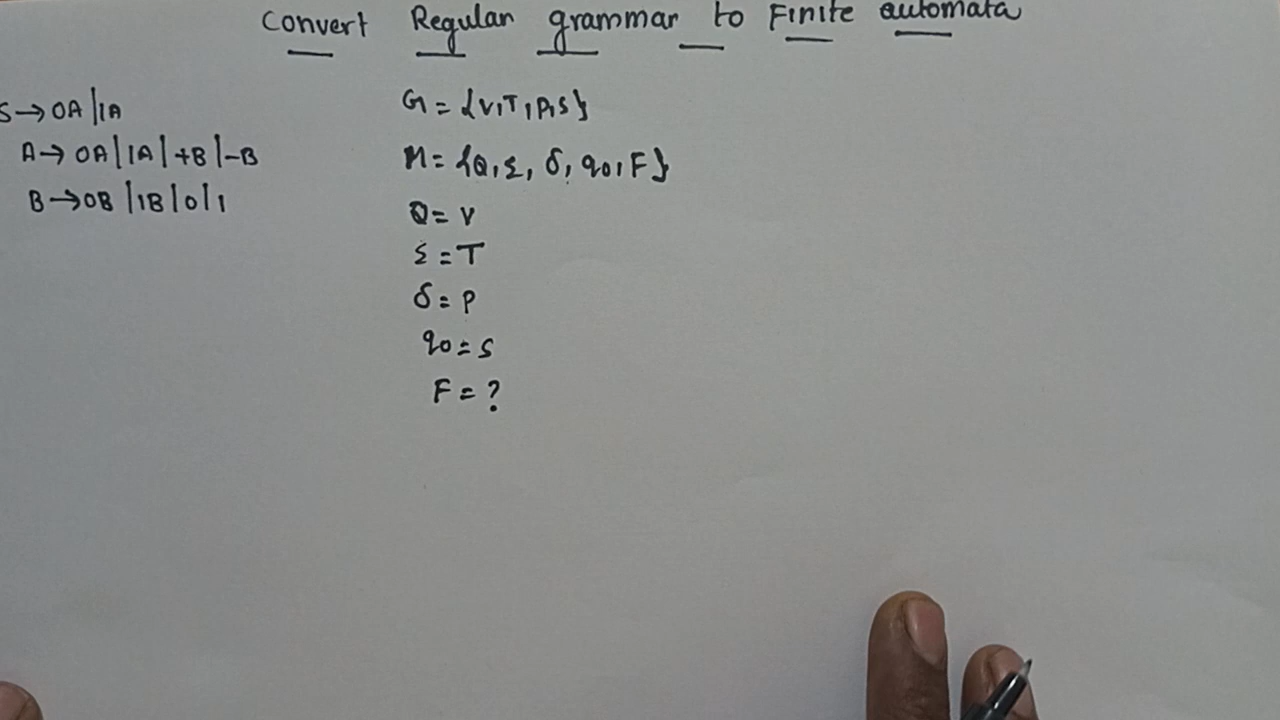 Convert Regular grammar to Finite automata
S→0A|1A
A→0A|1A|+B|-B
B→0B|1B|0|1
G={V,T,P,S}
M={Q,Σ,δ,q0,F}
Q=V
Σ=T
δ=P
q0=S
F=?